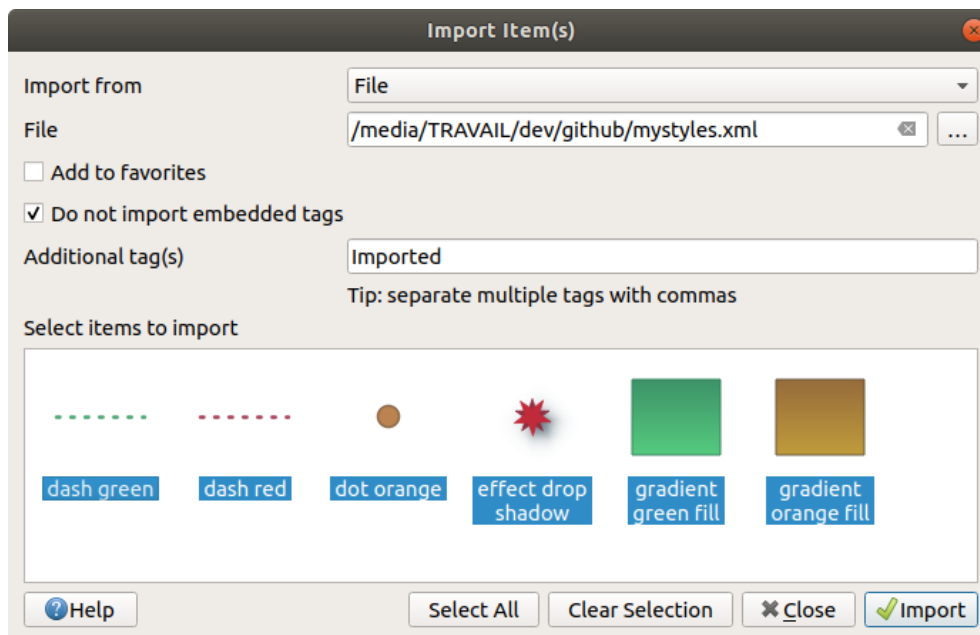 Import Item(s)
Import from
File
File
/media/TRAVAIL/dev/github/mystyles.xml
...
Add to favorites
Do not import embedded tags
Additional tag(s)
Imported
Tip: separate multiple tags with commas
Select items to import
dash green
dash red
dot orange
effect drop
shadow
gradient
green fill
gradient
orange fill
Help
Select All
Clear Selection
Close
Import